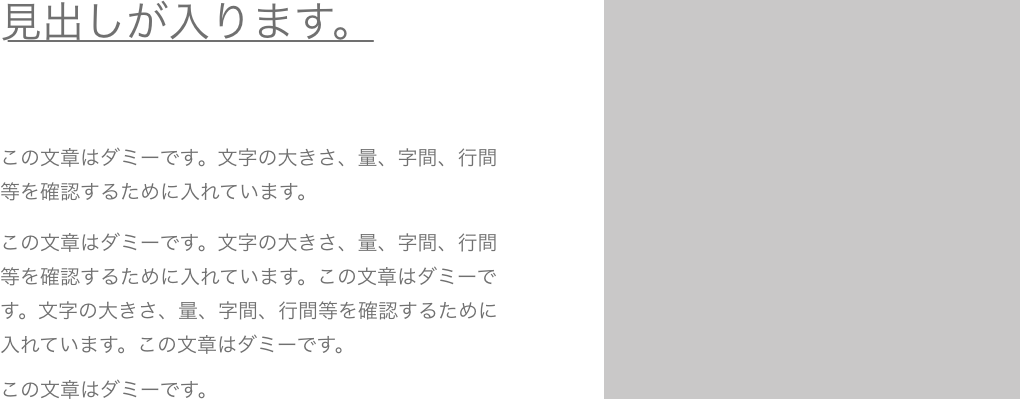 見出しが入ります。
この文章はダミーです。文字の大きさ、量、字間、行間
等を確認するために入れています。
この文章はダミーです。文字の大きさ、量、字間、行間
等を確認するために入れています。この文章はダミーで
す。文字の大きさ、量、字間、行間等を確認するために
入れています。この文章はダミーです。
この文章はダミーです。